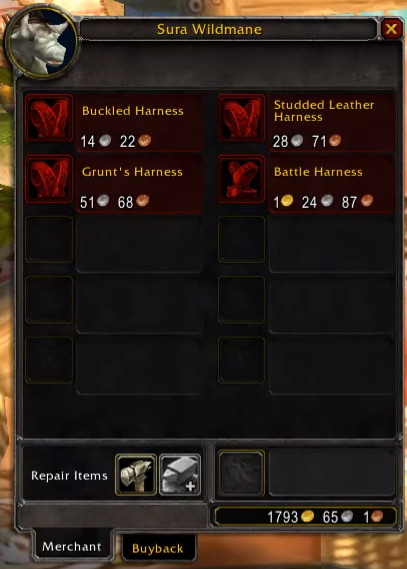 Sura Wildmane
Buckled Harness
14 22
Studded Leather
Harness
28 71
Grunt's Harness
51 68
Battle Harness
1 24 87
Repair Items
1793 65 1
Merchant
Buyback